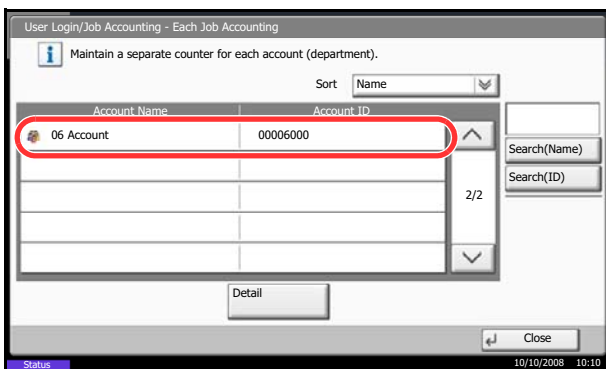 User Login/Job Accounting - Each Job Accounting
i Maintain a separate counter for each account (department).
Sort Name
Account Name Account ID
06 Account 00006000
Search(Name)
Search(ID)
2/2
Detail
Close
Status 10/10/2008 10:10